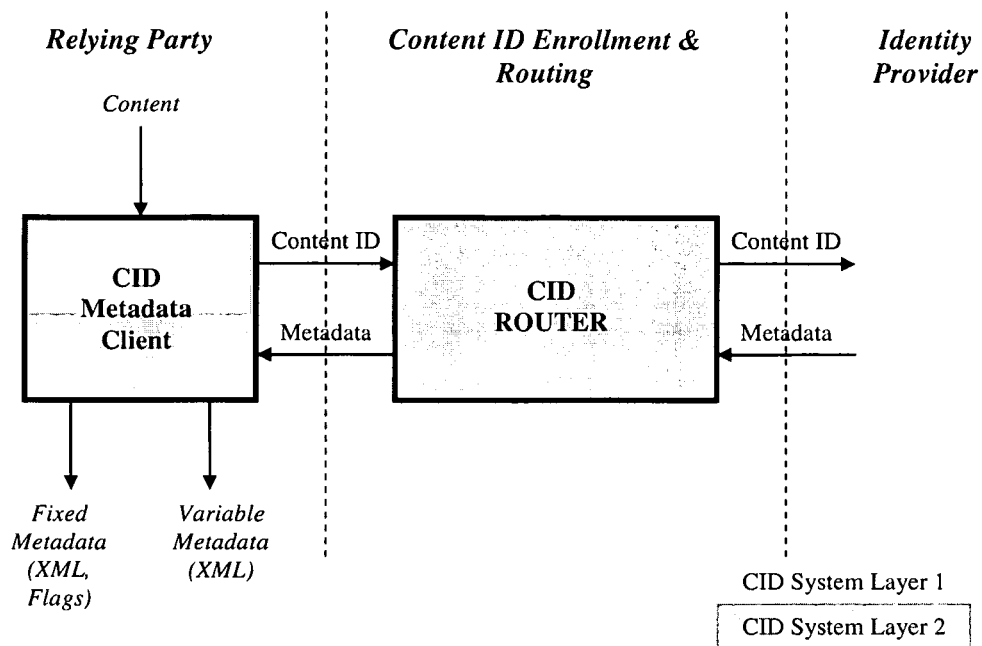 Relying Party
Content ID Enrollment &
Routing
Identity
Provider
Content
Content ID
Content ID
CID
Metadada
Client
CID
ROUTER
Metadata
Metadata
Fixed
Metadata
(XML,
Flags)
Variable
Metadata
(XML)
CID System Layer 1
CID System Layer 2